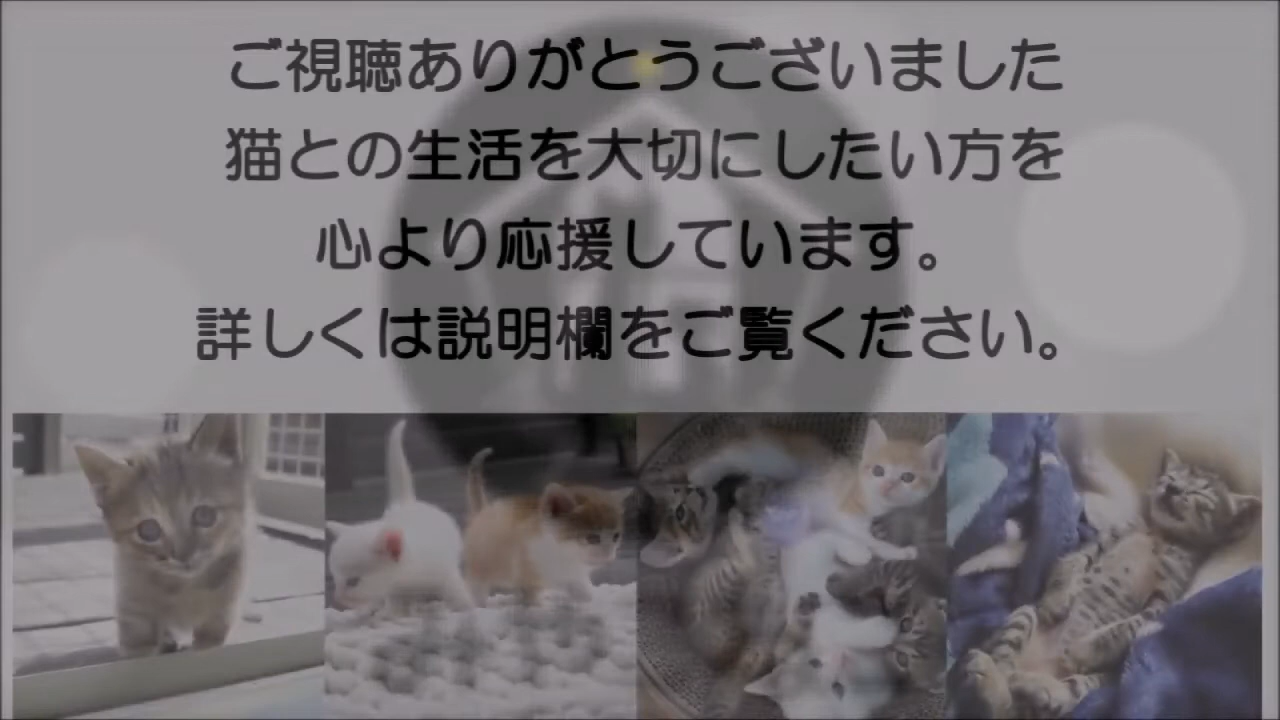 ご視聴ありがとうございました
猫との生活を大切にしたい方を
心より応援しています。
詳しくは説明欄をご覧ください。